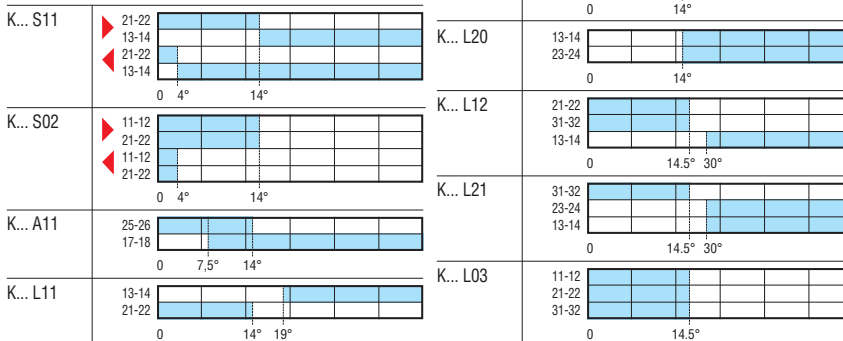 K... S11
21-22
13-14
21-22
13-14
0 4° 14°
K... S02
11-12
21-22
11-12
21-22
0 4° 14°
K... A11
25-26
17-18
0 7,5° 14°
K... L11
13-14
21-22
0 14° 19°
0 14°
K... L20
13-14
23-24
0 14°
K... L12
21-22
31-32
13-14
0 14.5° 30°
K... L21
31-32
23-24
13-14
0 14.5° 30°
K... L03
11-12
21-22
31-32
0 14.5°